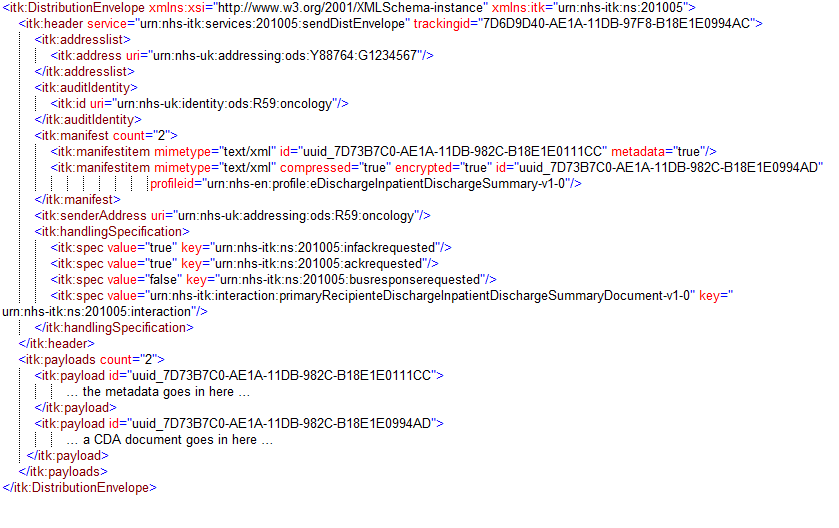 <itk:DistributionEnvelope xmlns:xsi="http://www.w3.org/2001/XMLSchema-instance" xmlns:itk="urn:nhs-itk:ns:201005">
<itk:header service="urn:nhs-itk:services:201005:sendDistEnvelope" trackingid="7D6D9D40-AE1A-11DB-97F8-B18E1E0994AC">
<itk:addresslist>
<itk:address uri="urn:nhs-uk:addressing:ods:Y88764:G1234567"/>
</itk:addresslist>
<itk:auditIdentity>
<itk:id uri="urn:nhs-uk:identity:ods:R59:oncology"/>
</itk:auditIdentity>
<itk:manifest count="2">
<itk:manifestitem mimetype="text/xml" id="uuid_7D73B7C0-AE1A-11DB-982C-B18E1E0111CC" metadata="true"/>
<itk:manifestitem mimetype="text/xml" compressed="true" encrypted="true" id="uuid_7D73B7C0-AE1A-11DB-982C-B18E1E0994AD"
profileid="urn:nhs-en:profile:eDischargeInpatientDischargeSummary-v1-0"/>
</itk:manifest>
<itk:senderAddress uri="urn:nhs-uk:addressing:ods:R59:oncology"/>
<itk:handlingSpecification>
<itk:spec value="true" key="urn:nhs-itk:ns:201005:infackrequested"/>
<itk:spec value="true" key="urn:nhs-itk:ns:201005:ackrequested"/>
<itk:spec value="false" key="urn:nhs-itk:ns:201005:busresponserequested"/>
<itk:spec value="urn:nhs-itk:interaction:primaryRecipienteDischargeInpatientDischargeSummaryDocument-v1-0" key="
urn:nhs-itk:ns:201005:interaction"/>
</itk:handlingSpecification>
</itk:header>
<itk:payloads count="2">
<itk:payload id="uuid_7D73B7C0-AE1A-11DB-982C-B18E1E0111CC">
... the metadata goes in here ...
</itk:payload>
<itk:payload id="uuid_7D73B7C0-AE1A-11DB-982C-B18E1E0994AD">
... a CDA document goes in here ...
</itk:payload>
</itk:payloads>
</itk:DistributionEnvelope>